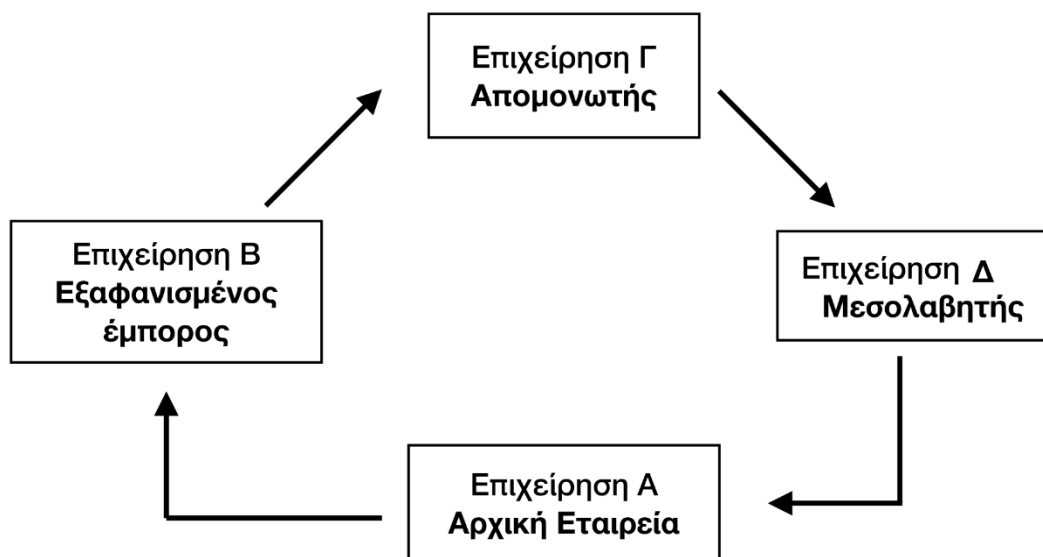 Επιχείρηση Γ
Απομονωτής
Επιχείρηση Β
Εξαφανισμένος
έμπορος
Επιχείρηση Δ
Μεσολαβητής
Επιχείρηση Α
Αρχική Εταιρεία